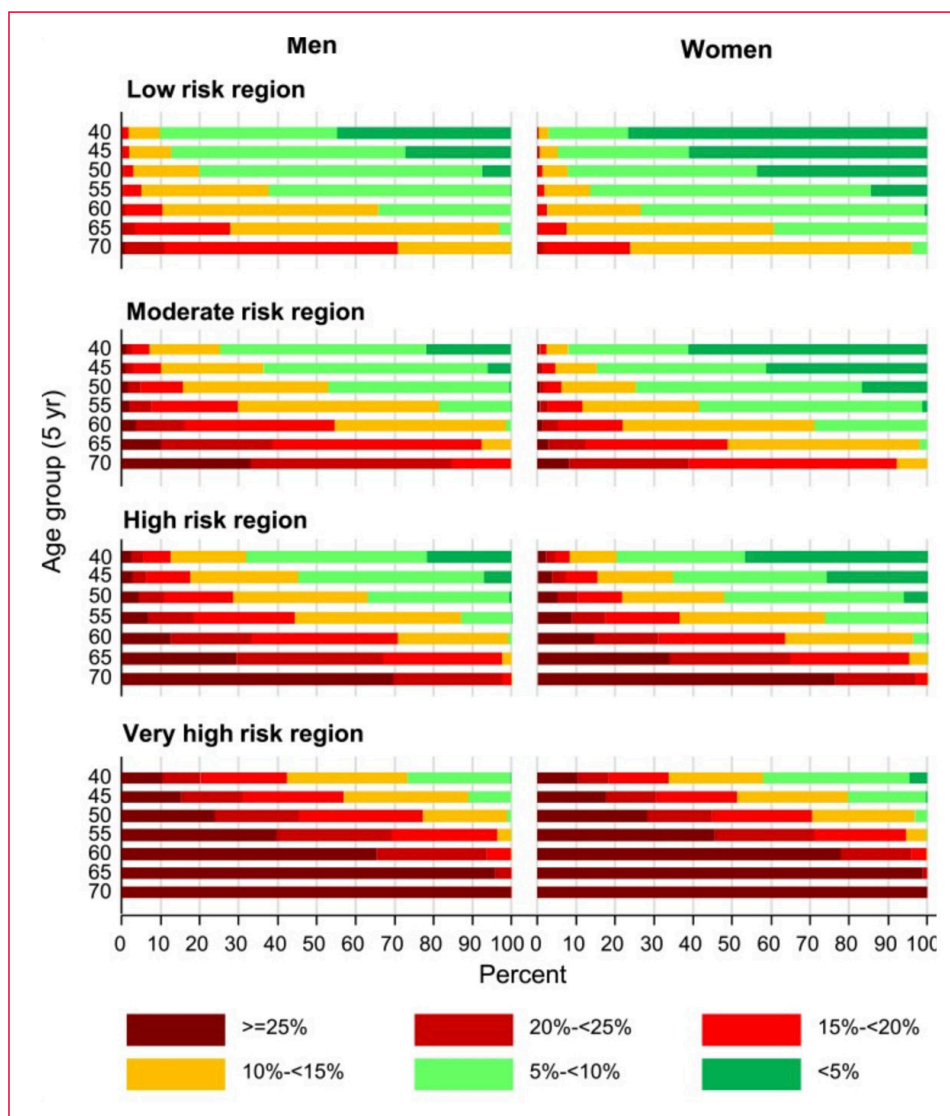 Men Women
Low risk region
40
45
50
55
60
65
70
Moderate risk region
40
45
50
55
60
65
70
High risk region
40
45
50
55
60
65
70
Very high risk region
40
45
50
55
60
65
70
Age group (5 yr)
0 10 20 30 40 50 60 70 80 90 100 0 10 20 30 40 50 60 70 80 90 100
Percent
>=25% 20%-<25% 15%-<20%
10%-<15% 5%-<10% <5%